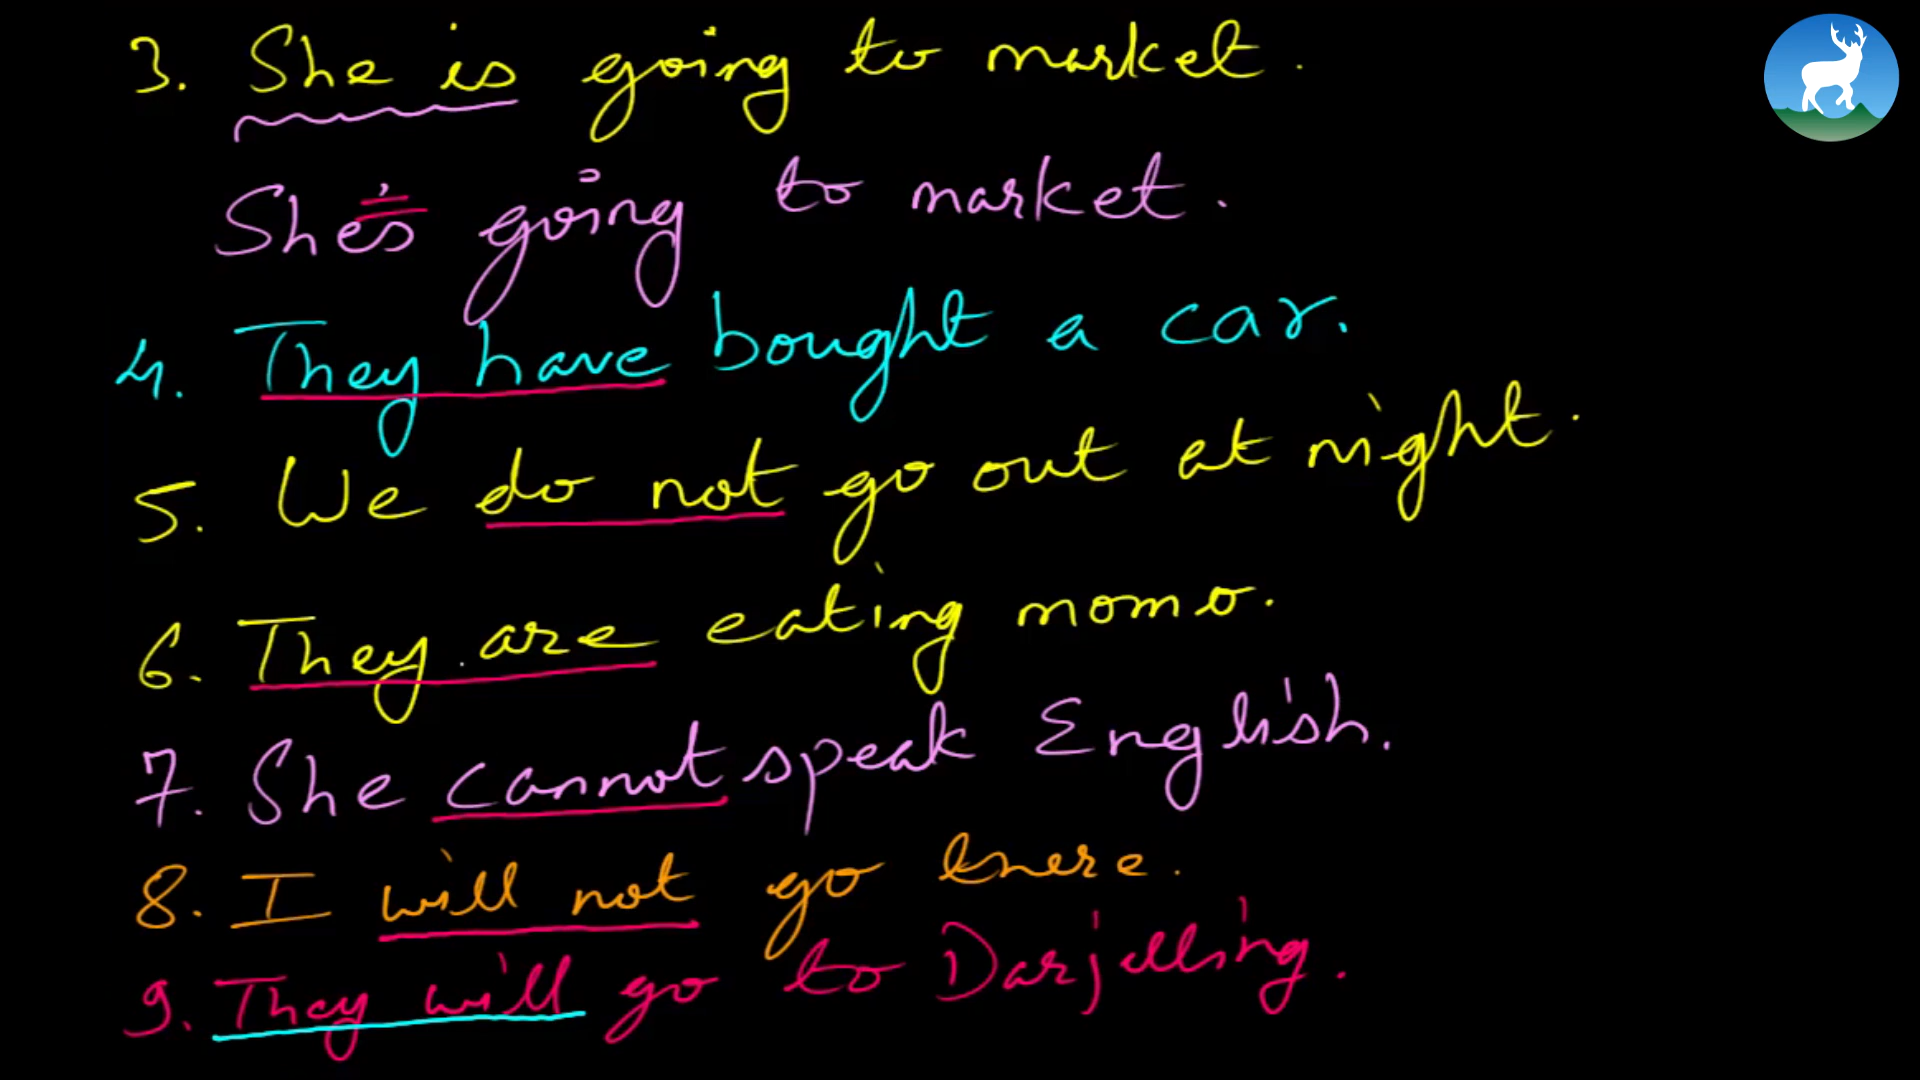 3. She is going to market.
She's going to market.
4. They have bought a car.
5. We do not go out at night.
6. They are eating momo.
7. She cannot speak English.
8. I will not go there.
9. They will go to Darjelling.